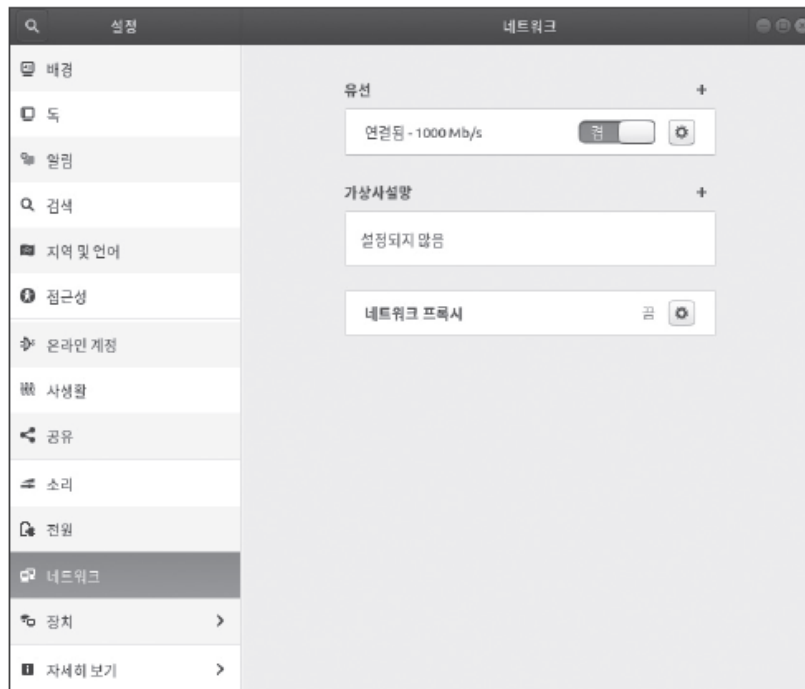 설정
네트워크
배경
독
알림
검색
지역 및 언어
접근성
온라인 계정
사생활
공유
소리
전원
네트워크
장치
자세히 보기
유선
연결됨 - 1000 Mb/s
켬
가상사설망
설정되지 않음
네트워크 프록시
끔